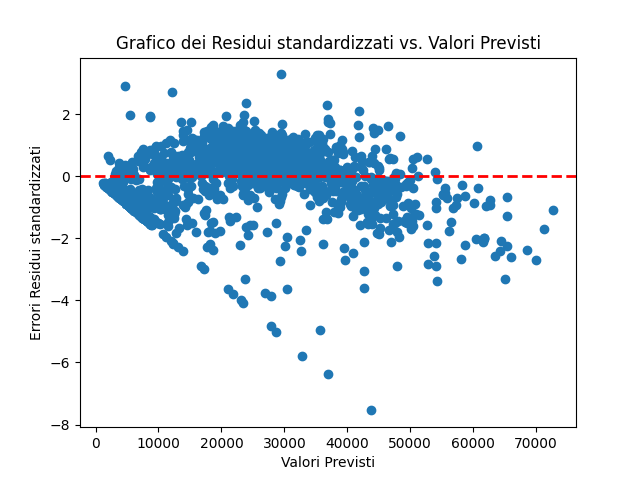 Grafico dei Residui standardizzati vs. Valori Previsti
Errori Residui standardizzati
2
0
−2
−4
−6
−8
0 10000 20000 30000 40000 50000 60000 70000
Valori Previsti